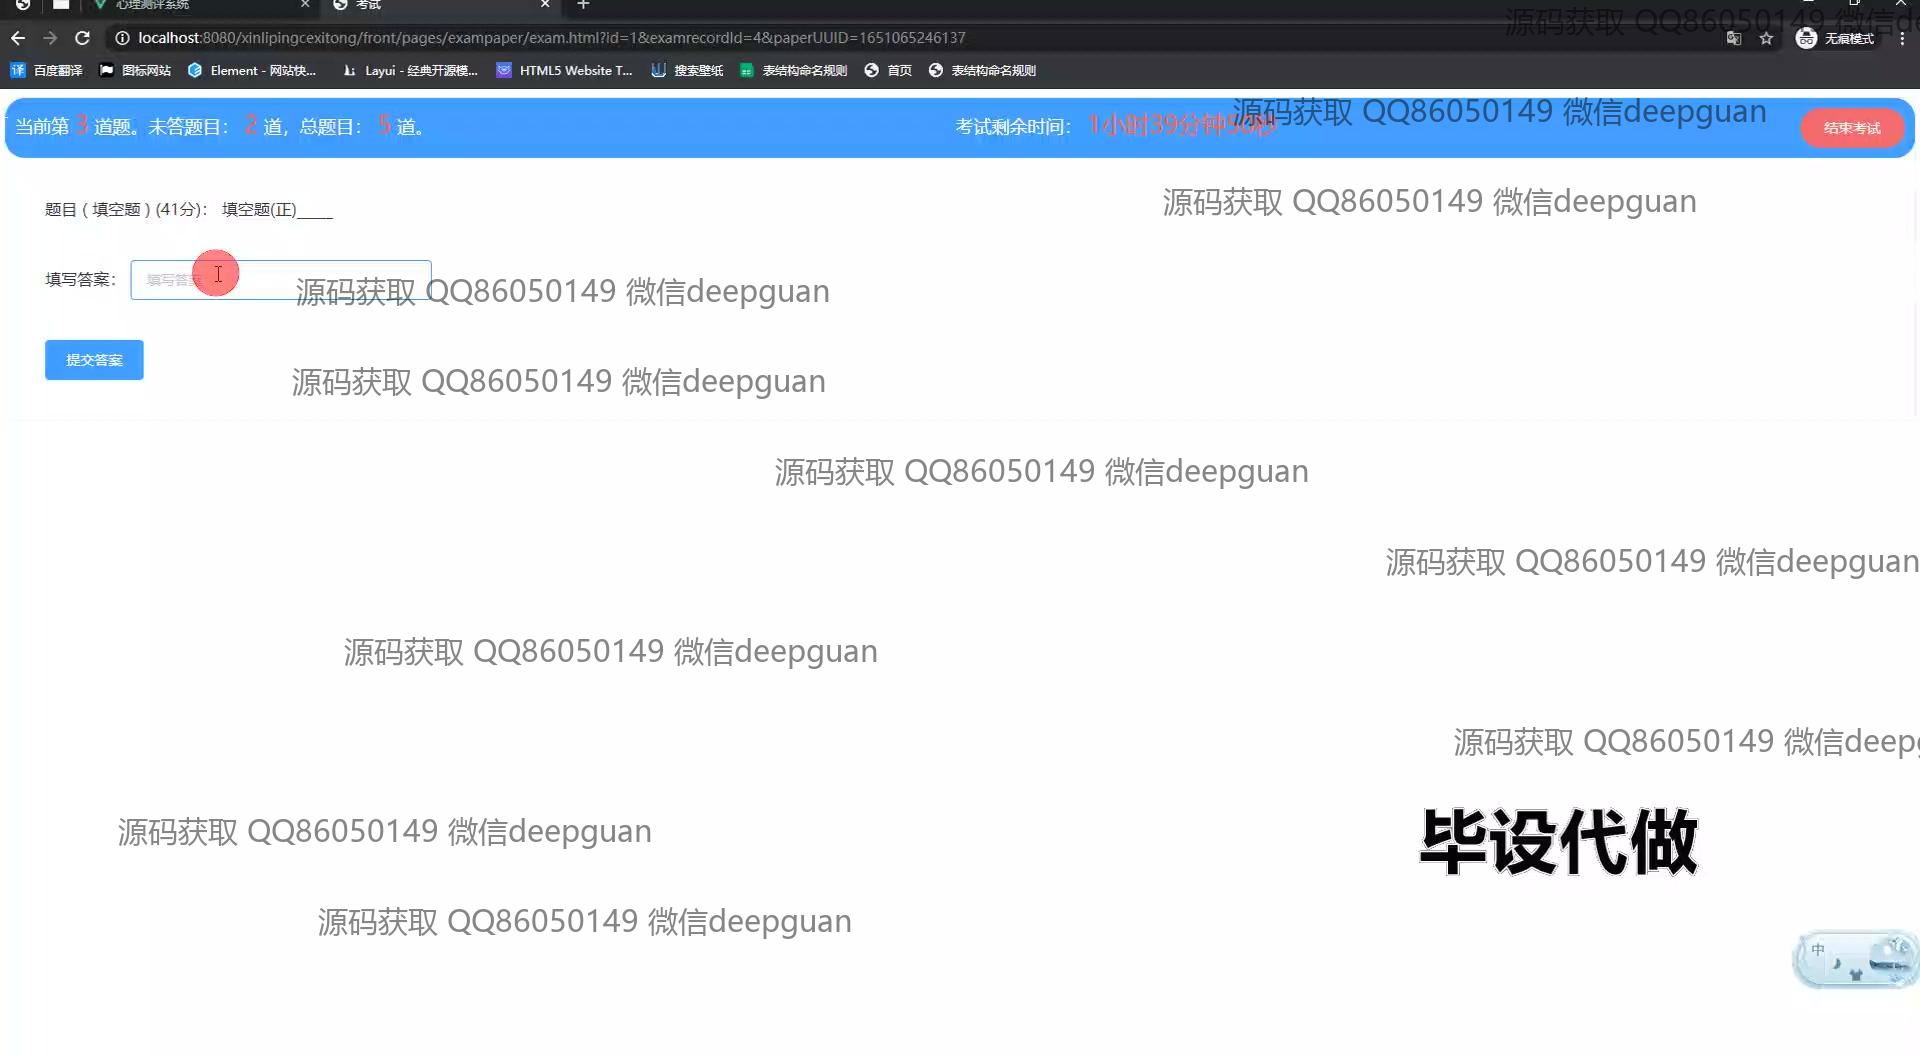 心理测评系统
考试
源码获取 QQ86050149 微信de
localhost:8080/xinlipingcexitong/front/pages/exampaper/exam.html?id=1&examrecordId=4&paperUUID=1651065246137
无痕模式
百度翻译 图标网站 Element - 网站快... Layui - 经典开源模... HTML5 Website T... 搜索壁纸 表结构命名规则 首页 表结构命名规则
当前第 3 道题。未答题目： 2 道，总题目： 5 道。
考试剩余时间： 1小时39分钟50秒
源码获取 QQ86050149 微信deepguan
结束考试
题目 ( 填空题 ) (41分)： 填空题(正)____
源码获取 QQ86050149 微信deepguan
填写答案： 填写答案
源码获取 QQ86050149 微信deepguan
提交答案
源码获取 QQ86050149 微信deepguan
源码获取 QQ86050149 微信deepguan
源码获取 QQ86050149 微信deepguan
源码获取 QQ86050149 微信deepguan
源码获取 QQ86050149 微信deep
源码获取 QQ86050149 微信deepguan
毕设代做
源码获取 QQ86050149 微信deepguan
中